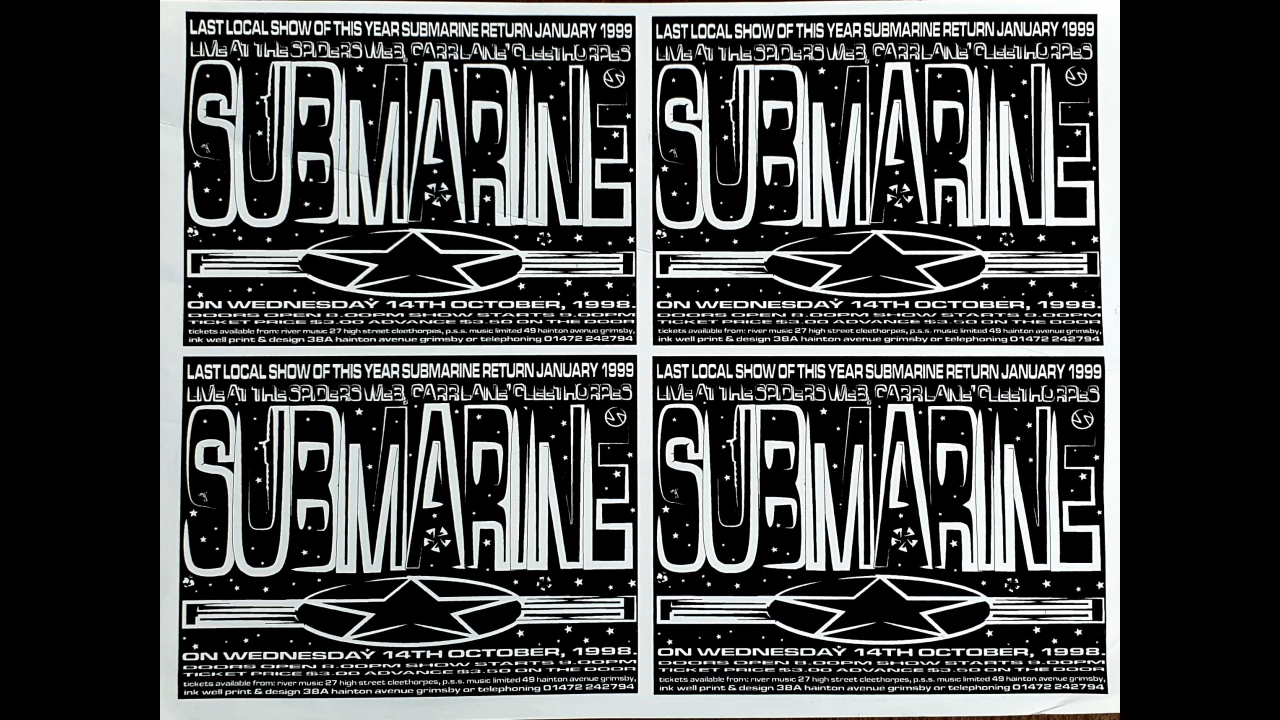 LAST LOCAL SHOW OF THIS YEAR SUBMARINE RETURN JANUARY 1999
LIVE AT THE SPIDERS WEB, CARR LANE' CLEETHORPES
SUBMARINE
ON WEDNESDAY 14TH OCTOBER, 1998.
DOORS OPEN 8.00PM SHOW STARTS 9.00PM
TICKET PRICE $3.00 ADVANCE $3.50 ON THE DOOR
tickets available from: river music 27 high street cleethorpes, p.s.s. music limited 49 hainton avenue grimsby,
ink well print & design 38A hainton avenue grimsby or telephoning 01472 242794
LAST LOCAL SHOW OF THIS YEAR SUBMARINE RETURN JANUARY 1999
LIVE AT THE SPIDERS WEB, CARR LANE' CLEETHORPES
SUBMARINE
ON WEDNESDAY 14TH OCTOBER, 1998.
DOORS OPEN 8.00PM SHOW STARTS 9.00PM
TICKET PRICE $3.00 ADVANCE $3.50 ON THE DOOR
tickets available from: river music 27 high street cleethorpes, p.s.s. music limited 49 hainton avenue grimsby,
ink well print & design 38A hainton avenue grimsby or telephoning 01472 242794
LAST LOCAL SHOW OF THIS YEAR SUBMARINE RETURN JANUARY 1999
LIVE AT THE SPIDERS WEB, CARR LANE' CLEETHORPES
SUBMARINE
ON WEDNESDAY 14TH OCTOBER, 1998.
DOORS OPEN 8.00PM SHOW STARTS 9.00PM
TICKET PRICE $3.00 ADVANCE $3.50 ON THE DOOR
tickets available from: river music 27 high street cleethorpes, p.s.s. music limited 49 hainton avenue grimsby,
ink well print & design 38A hainton avenue grimsby or telephoning 01472 242794
LAST LOCAL SHOW OF THIS YEAR SUBMARINE RETURN JANUARY 1999
LIVE AT THE SPIDERS WEB, CARR LANE' CLEETHORPES
SUBMARINE
ON WEDNESDAY 14TH OCTOBER, 1998.
DOORS OPEN 8.00PM SHOW STARTS 9.00PM
TICKET PRICE $3.00 ADVANCE $3.50 ON THE DOOR
tickets available from: river music 27 high street cleethorpes, p.s.s. music limited 49 hainton avenue grimsby,
ink well print & design 38A hainton avenue grimsby or telephoning 01472 242794